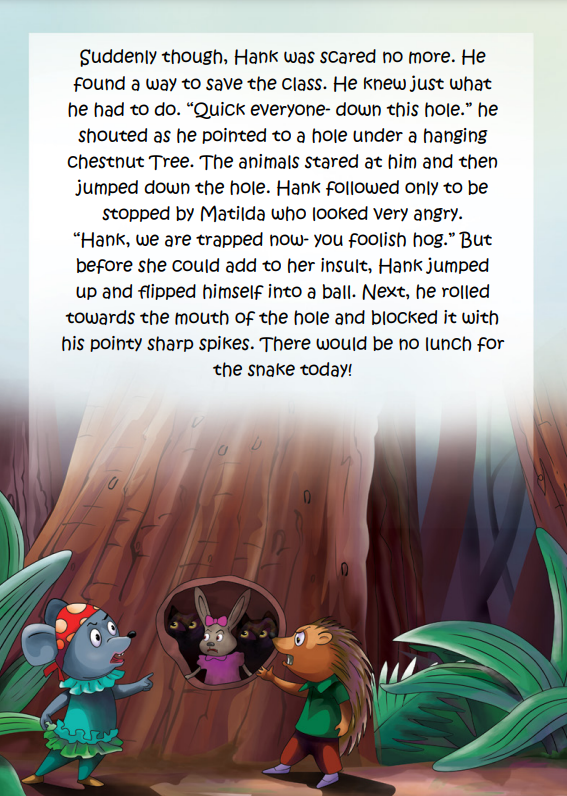 Suddenly though, Hank was scared no more. He
found a way to save the class. He knew just what
he had to do. “Quick everyone- down this hole.” he
shouted as he pointed to a hole under a hanging
chestnut Tree. The animals stared at him and then
jumped down the hole. Hank followed only to be
stopped by Matilda who looked very angry.
“Hank, we are trapped now- you foolish hog.” But
before she could add to her insult, Hank jumped
up and flipped himself into a ball. Next, he rolled
towards the mouth of the hole and blocked it with
his pointy sharp spikes. There would be no lunch for
the snake today!